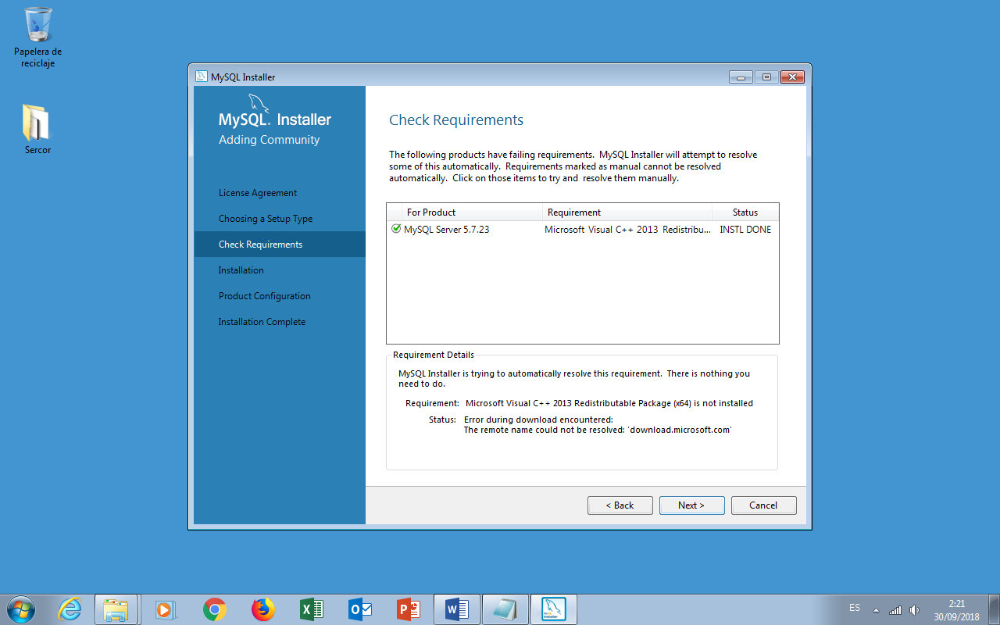 Papelera de
reciclaje
Sercor
MySQL Installer
MySQL. Installer
Adding Community
License Agreement
Choosing a Setup Type
Check Requirements
Installation
Product Configuration
Installation Complete
Check Requirements
The following products have failing requirements. MySQL Installer will attempt to resolve
some of this automatically. Requirements marked as manual cannot be resolved
automatically. Click on those items to try and resolve them manually.
For Product Requirement Status
MySQL Server 5.7.23 Microsoft Visual C++ 2013 Redistribu... INSTL DONE
Requirement Details
MySQL Installer is trying to automatically resolve this requirement. There is nothing you
need to do.
Requirement: Microsoft Visual C++ 2013 Redistributable Package (x64) is not installed
Status: Error during download encountered:
The remote name could not be resolved: 'download.microsoft.com'
< Back Next > Cancel
ES
2:21
30/09/2018